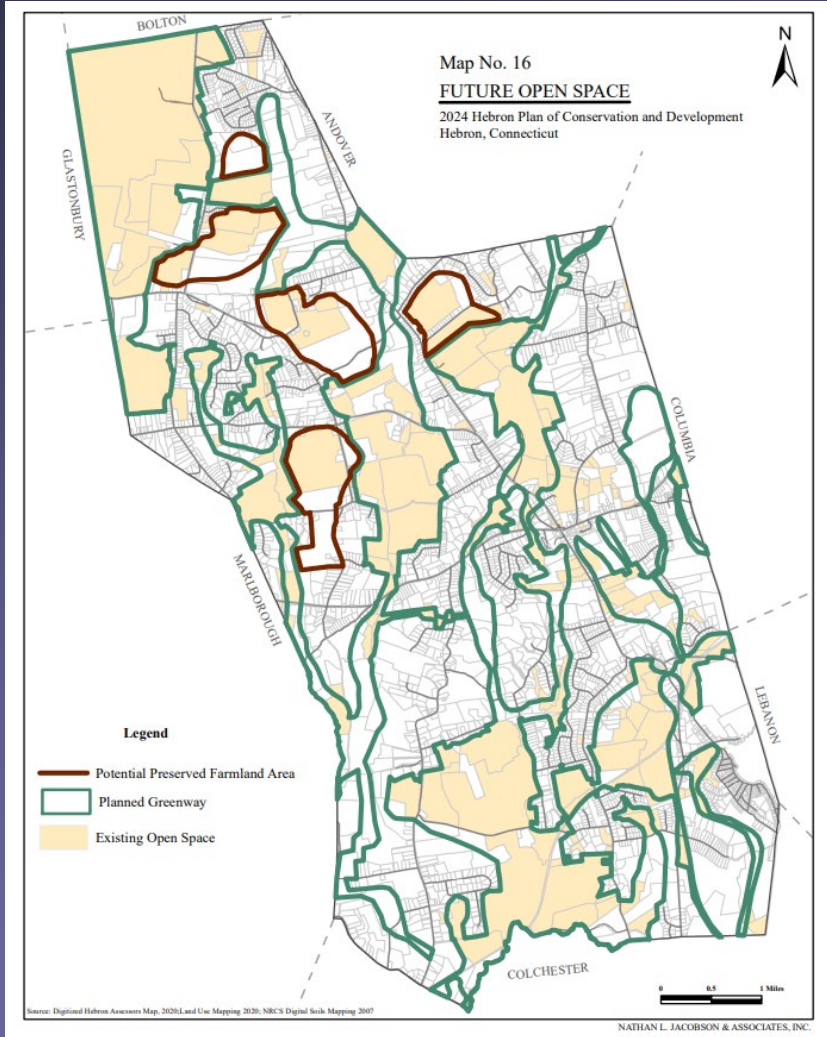 BOLTON
N
Map No. 16
FUTURE OPEN SPACE
2024 Hebron Plan of Conservation and Development
Hebron, Connecticut
ANDOVER
GLASTONBURY
COLUMBIA
MARLBOROUGH
LEBANON
Legend
Potential Preserved Farmland Area
Planned Greenway
Existing Open Space
COLCHESTER
0 0.5 1 Miles
Source: Digitized Hebron Assessors Map, 2020;Land Use Mapping 2020; NRCS Digital Soils Mapping 2007
NATHAN L. JACOBSON & ASSOCIATES, INC.